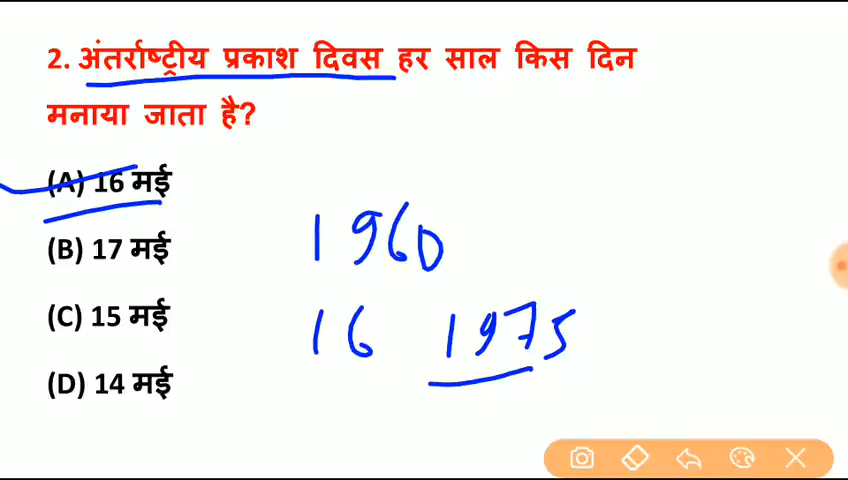 2. अंतर्राष्ट्रीय प्रकाश दिवस हर साल किस दिन
मनाया जाता है?
(A) 16 मई
(B) 17 मई
1960
(C) 15 मई
16 1975
(D) 14 मई